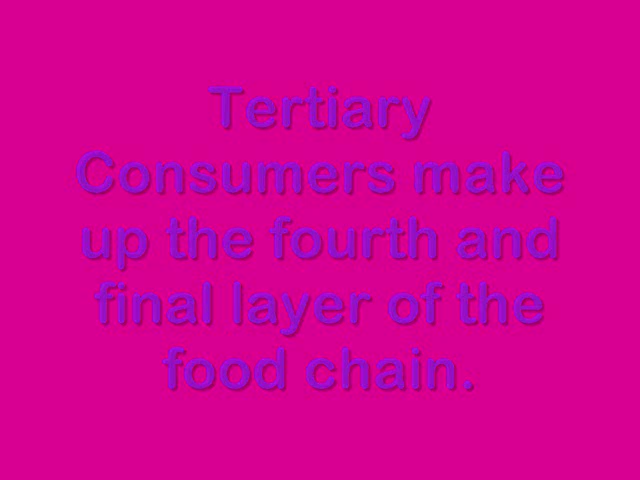 Tertiary
Consumers make
up the fourth and
final layer of the
food chain.